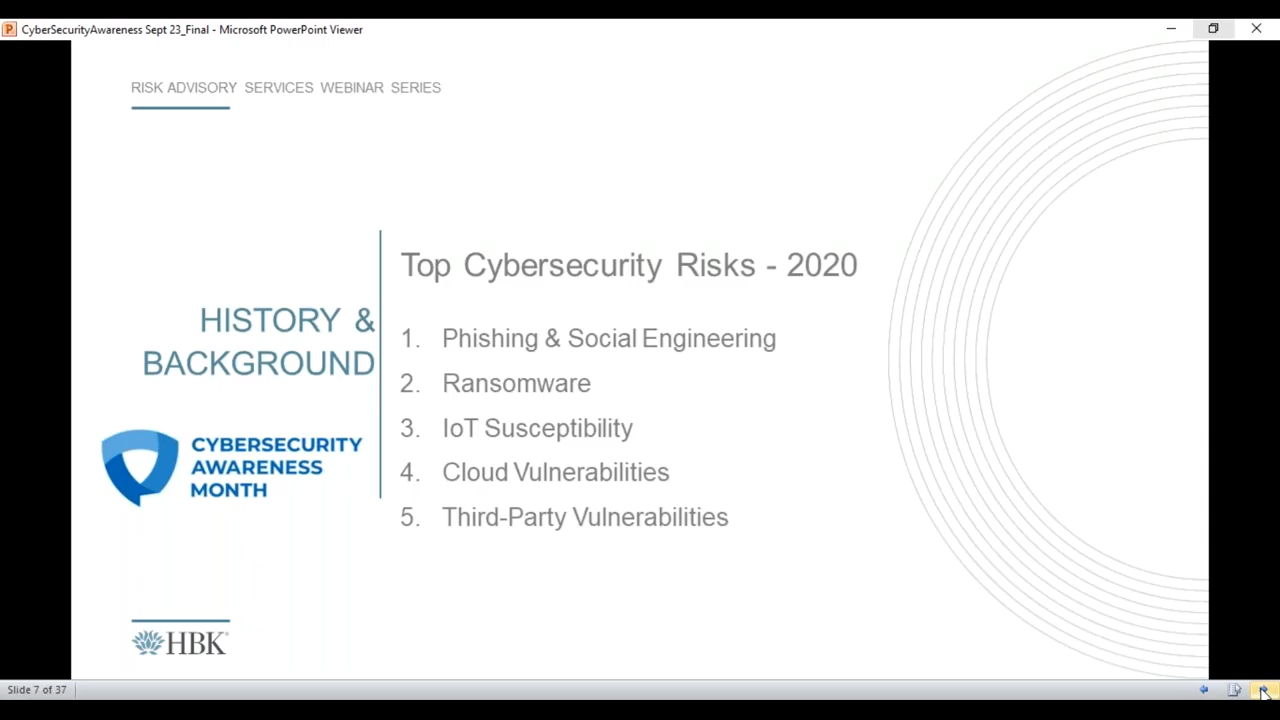 CyberSecurityAwareness Sept 23_Final - Microsoft PowerPoint Viewer
RISK ADVISORY SERVICES WEBINAR SERIES
HISTORY &
BACKGROUND
CYBERSECURITY
AWARENESS
MONTH
Top Cybersecurity Risks - 2020
1. Phishing & Social Engineering
2. Ransomware
3. IoT Susceptibility
4. Cloud Vulnerabilities
5. Third-Party Vulnerabilities
HBK
Slide 7 of 37